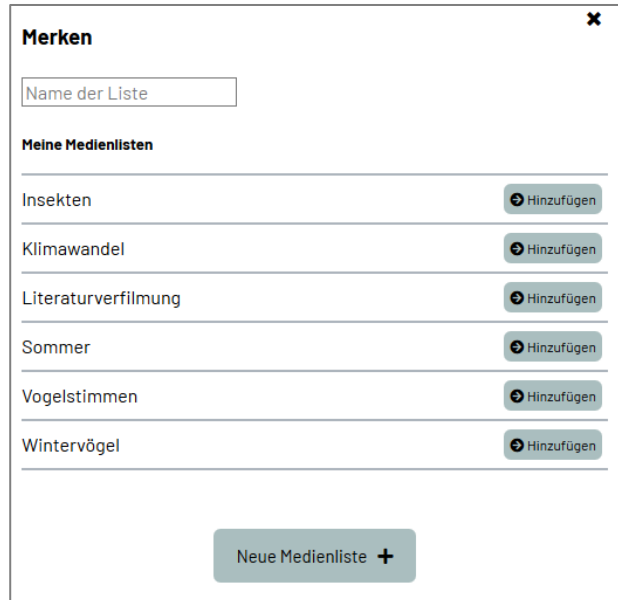 Merken
Name der Liste
Meine Medienlisten
Insekten Hinzufügen
Klimawandel Hinzufügen
Literaturverfilmung Hinzufügen
Sommer Hinzufügen
Vogelstimmen Hinzufügen
Wintervögel Hinzufügen
Neue Medienliste +